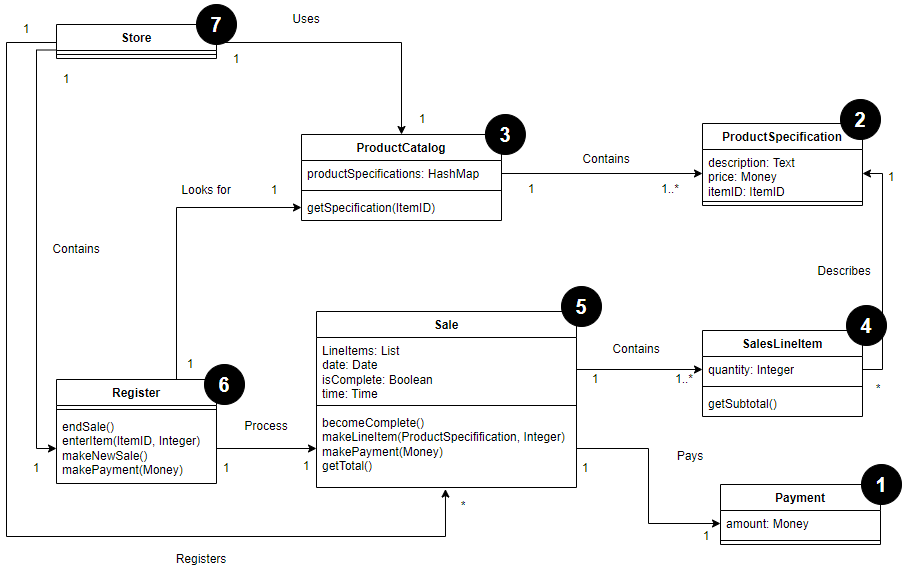 Uses
1
Store
7
1
1
1
ProductCatalog
3
productSpecifications: HashMap
getSpecification(ItemID)
Contains
1
1..*
ProductSpecification
2
description: Text
price: Money
itemID: ItemID
1
Looks for
1
Contains
Describes
Sale
5
LineItems: List
date: Date
isComplete: Boolean
time: Time
becomeComplete()
makeLineItem(ProductSpecifification, Integer)
makePayment(Money)
getTotal()
Contains
1
1..*
SalesLineItem
4
quantity: Integer
getSubtotal()
*
1
Register
6
endSale()
enterItem(ItemID, Integer)
makeNewSale()
makePayment(Money)
Process
1
1
1
1
Pays
Payment
1
amount: Money
1
*
Registers